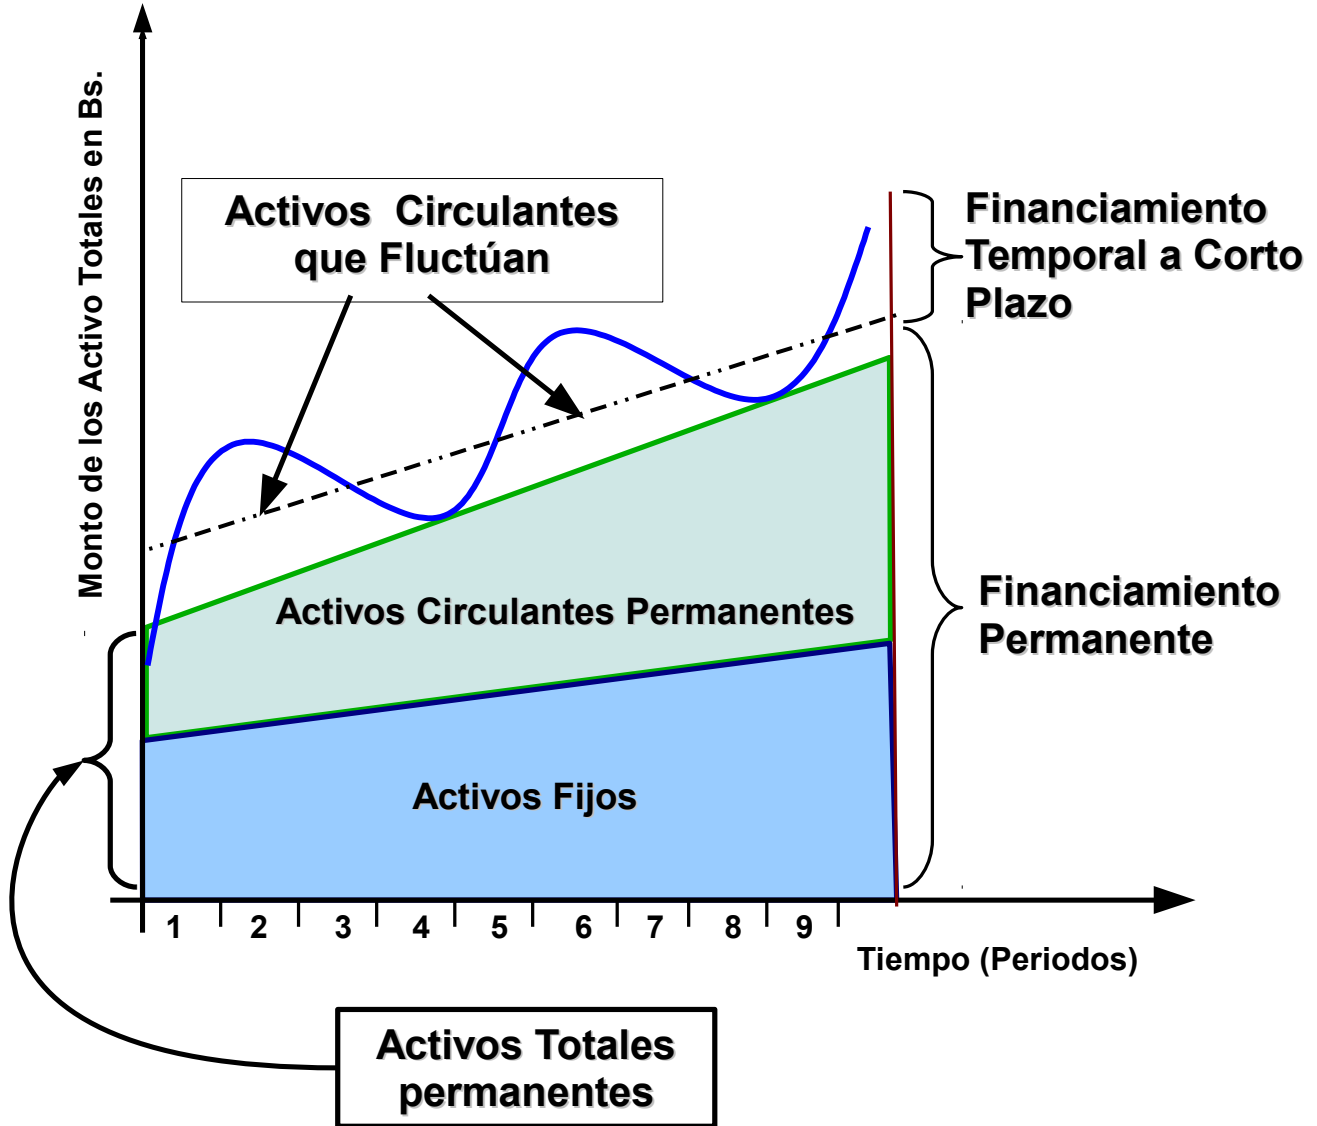 Monto de los Activo Totales en Bs.
Activos Circulantes
que Fluctúan
Financiamiento
Temporal a Corto
Plazo
Activos Circulantes Permanentes
Financiamiento
Permanente
Activos Fijos
1 2 3 4 5 6 7 8 9
Tiempo (Periodos)
Activos Totales
permanentes